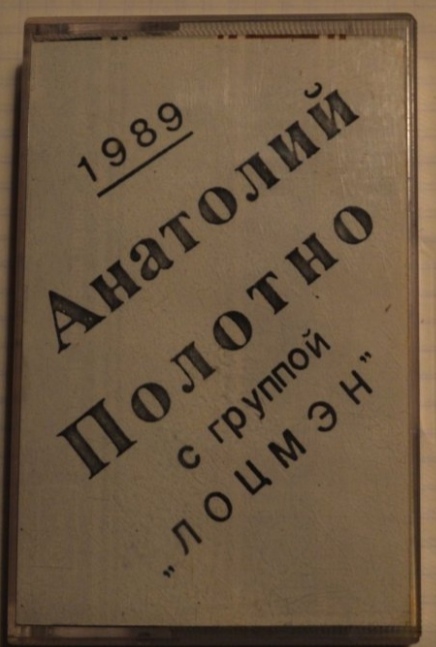 1989
Анатолий
Полотно
с группой
„ЛОЦМЭН”